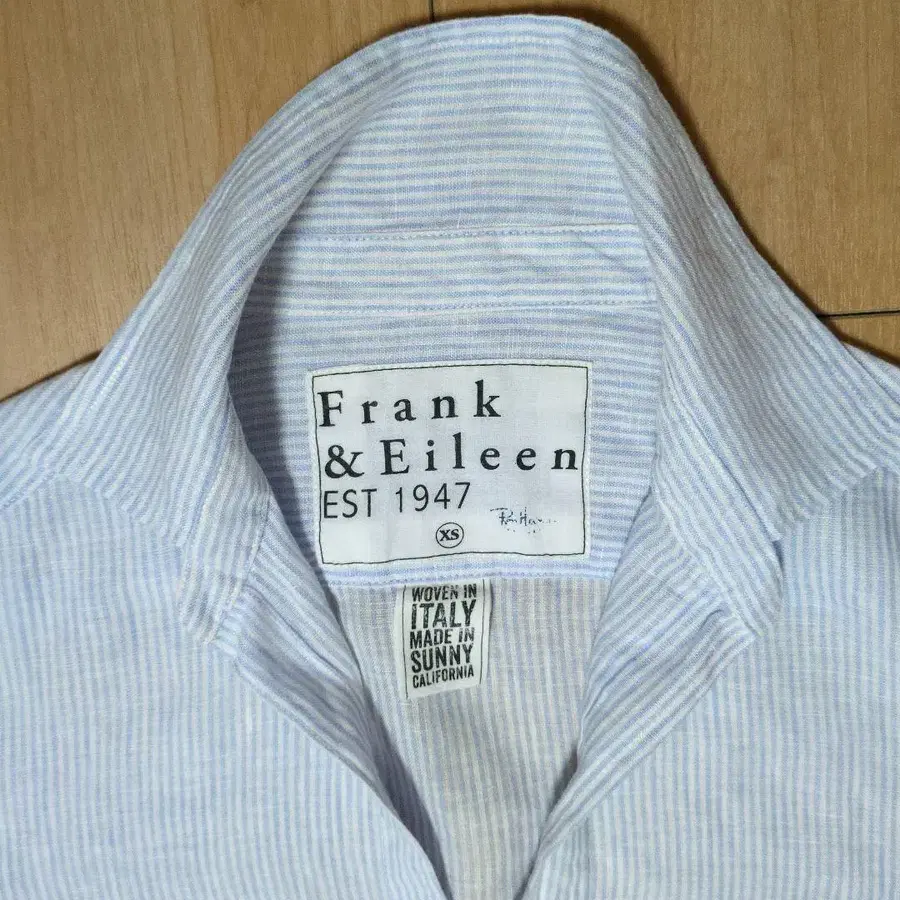 Frank
& Eileen
EST 1947
XS
WOVEN IN
ITALY
MADE IN
SUNNY
CALIFORNIA